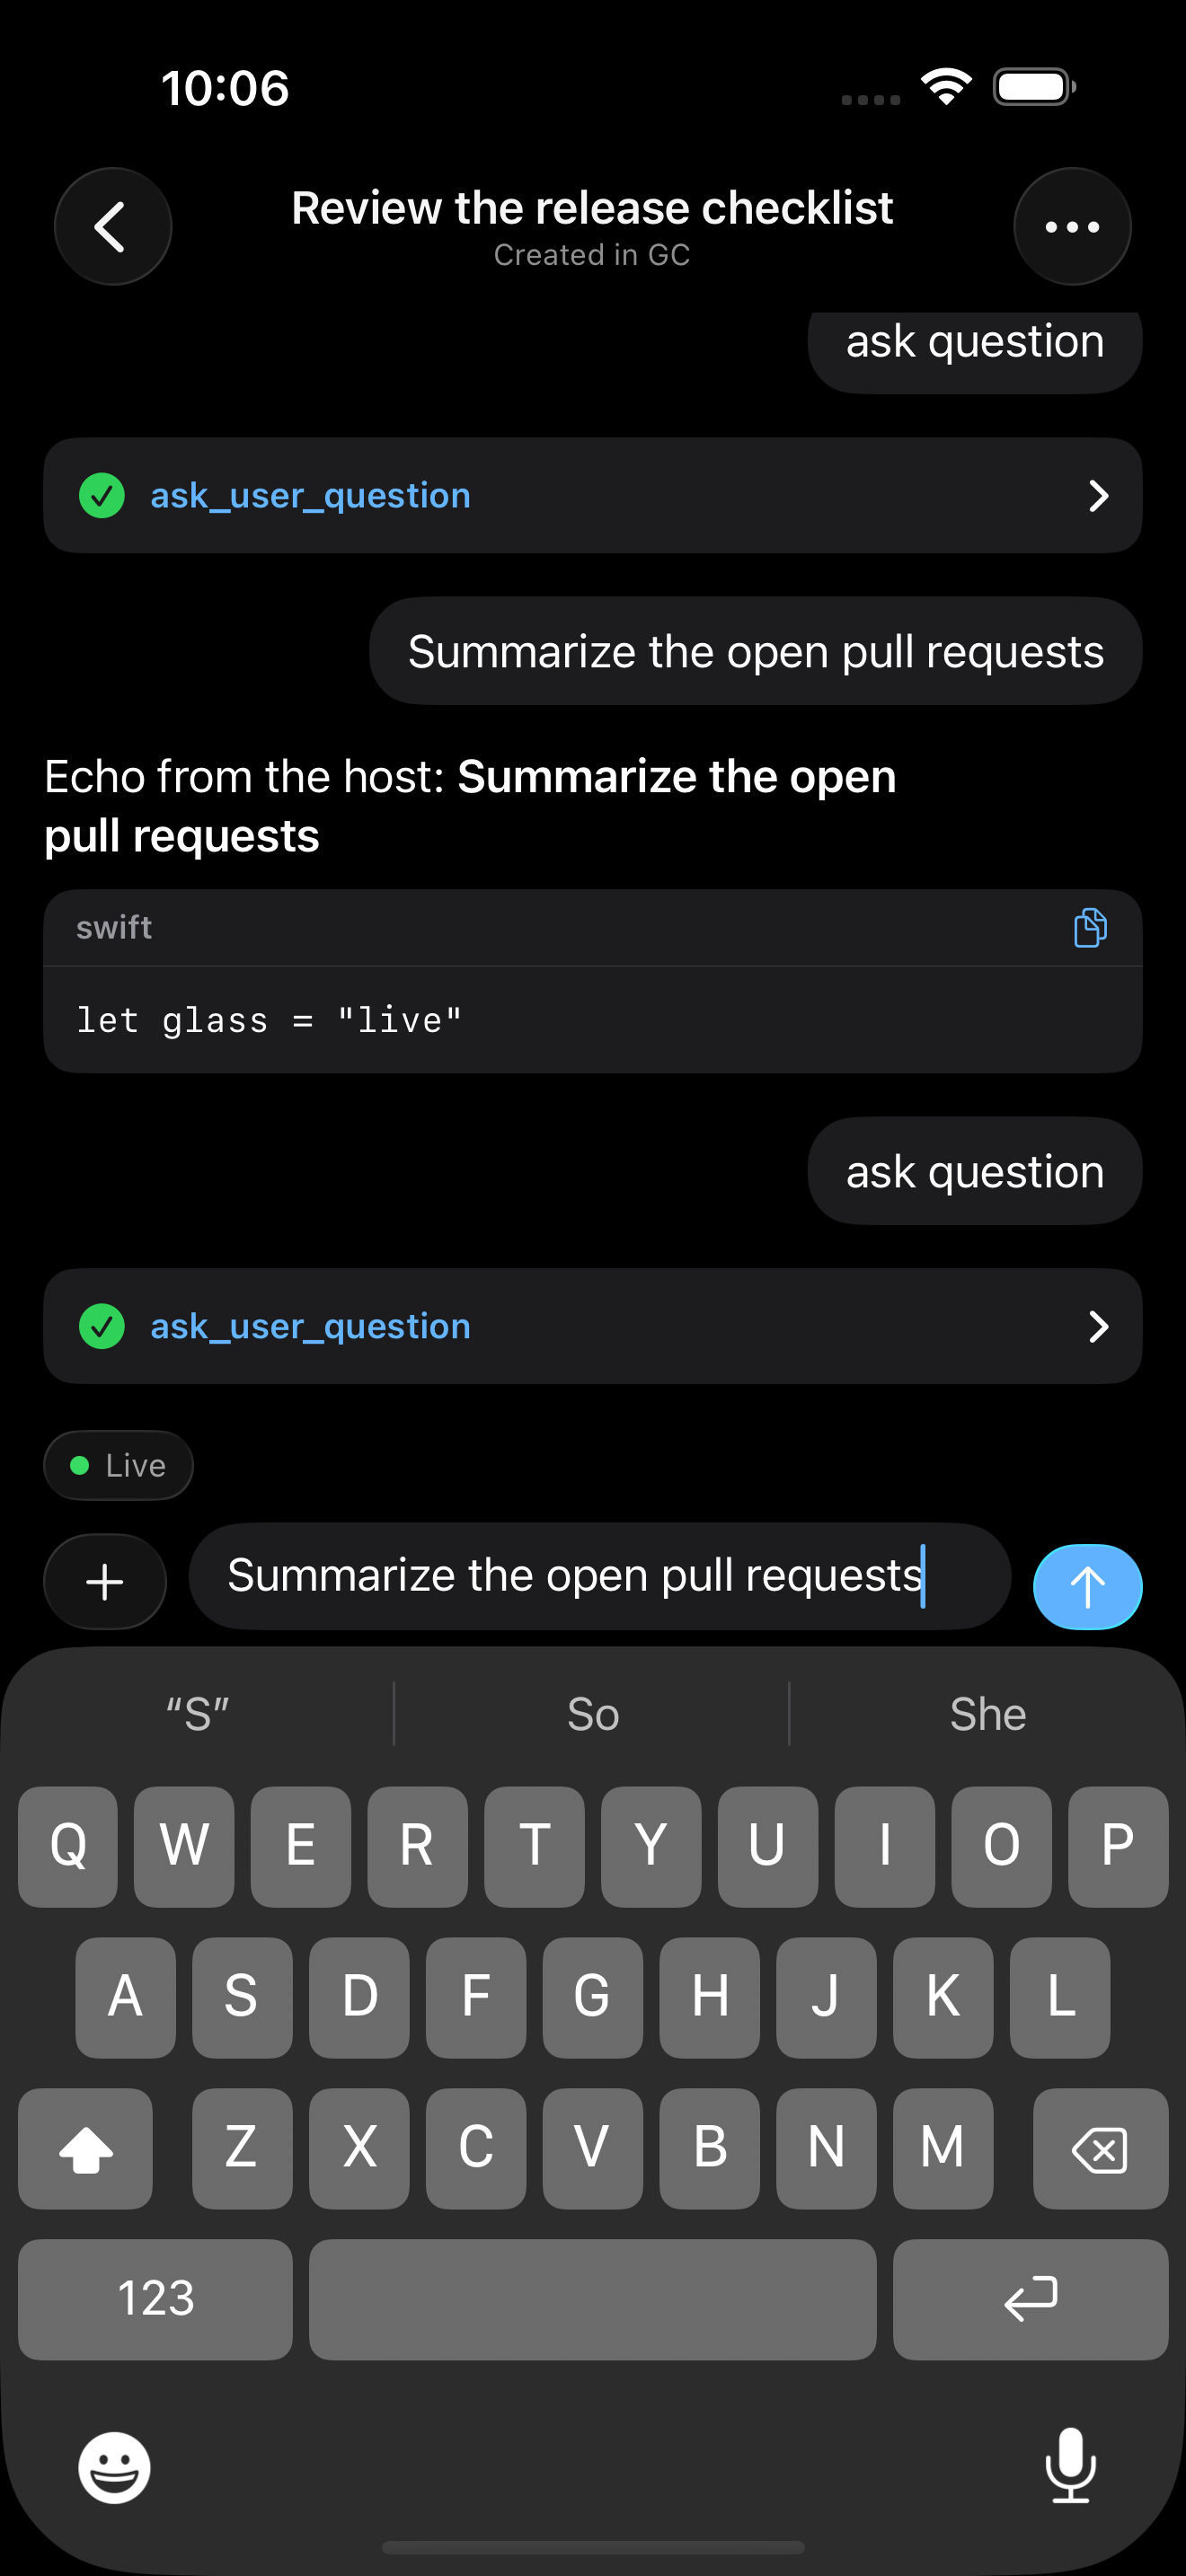 10:06
Review the release checklist
Created in GC
ask question
ask_user_question
Summarize the open pull requests
Echo from the host: Summarize the open
pull requests
swift
let glass = "live"
ask question
ask_user_question
Live
Summarize the open pull requests
“S” So She
Q W E R T Y U I O P
A S D F G H J K L
Z X C V B N M
123